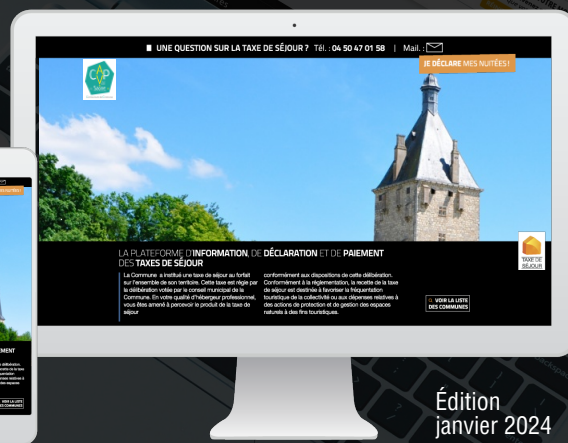 UNE QUESTION SUR LA TAXE DE SÉJOUR ? Tél. : 04 50 47 01 58 | Mail. :
JE DÉCLARE MES NUITÉES !
CAP
Saône
LA PLATEFORME D'INFORMATION, DE DÉCLARATION ET DE PAIEMENT
DES TAXES DE SÉJOUR
La Commune a institué une taxe de séjour au forfait
sur l'ensemble de son territoire. Cette taxe est régie par
la délibération votée par le conseil municipal de la
Commune. En votre qualité d'hébergeur professionnel,
vous êtes amené à percevoir le produit de la taxe de
séjour
conformément aux dispositions de cette délibération.
Conformément à la réglementation, la recette de la taxe
de séjour est destinée à favoriser la fréquentation
touristique de la collectivité ou aux dépenses relatives à
des actions de protection et de gestion des espaces
naturels à des fins touristiques.
TAXE DE
SÉJOUR
VOIR LA LISTE
DES COMMUNES
Édition
janvier 2024